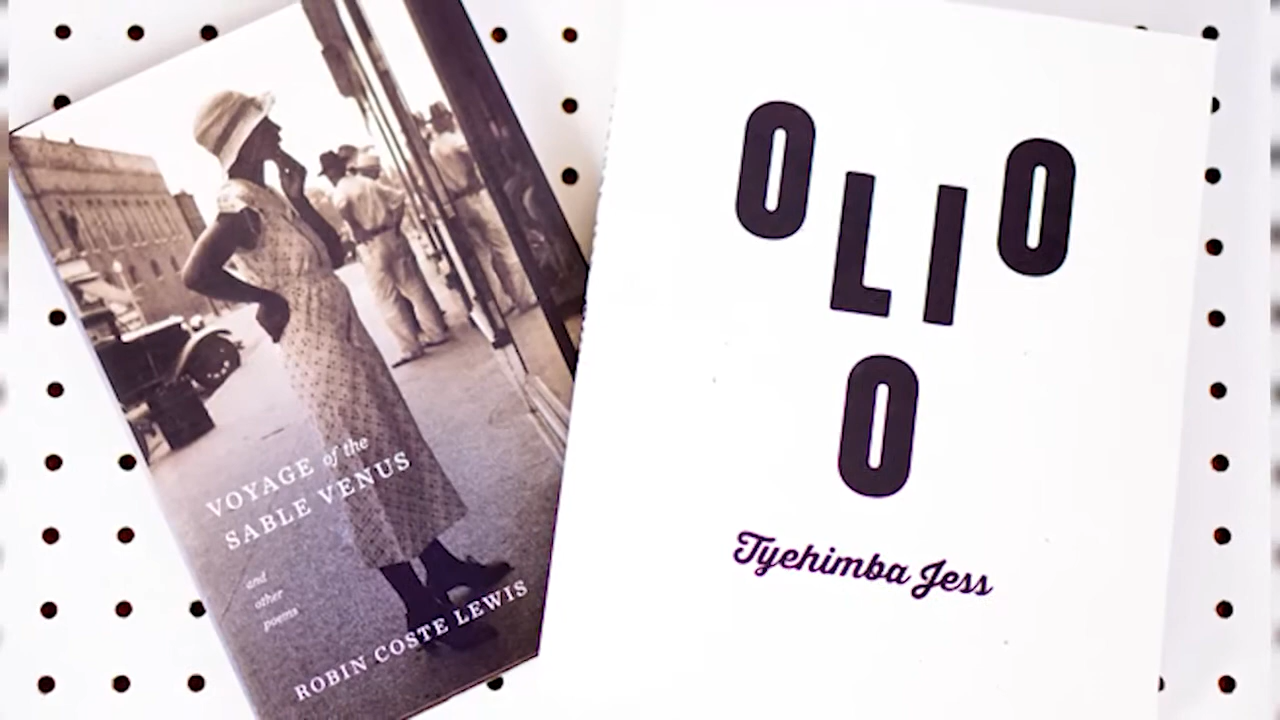 VOYAGE of the
SABLE VENUS
and
other
poems
ROBIN COSTE LEWIS
OLIO
O
Tyehimba Jess